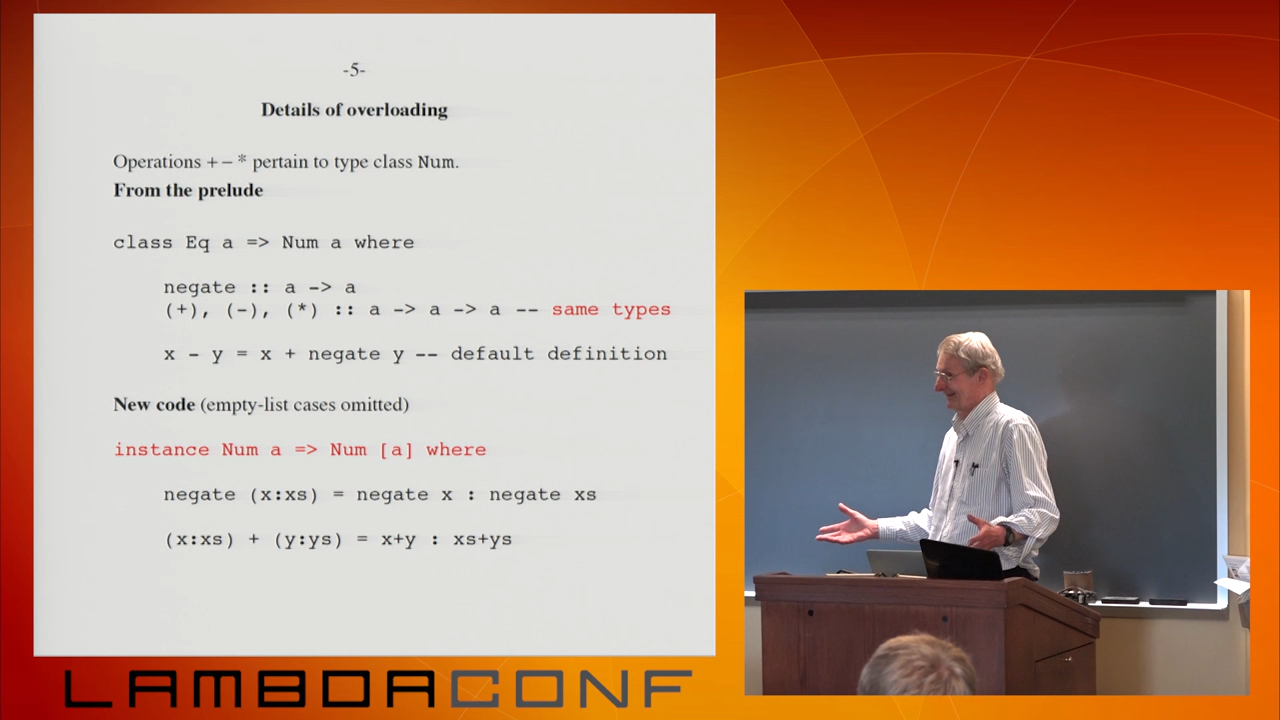 -5-
Details of overloading
Operations + − * pertain to type class Num.
From the prelude
class Eq a => Num a where
negate :: a -> a
(+), (-), (*) :: a -> a -> a -- same types
x - y = x + negate y -- default definition
New code (empty-list cases omitted)
instance Num a => Num [a] where
negate (x:xs) = negate x : negate xs
(x:xs) + (y:ys) = x+y : xs+ys
LAMBDACONF